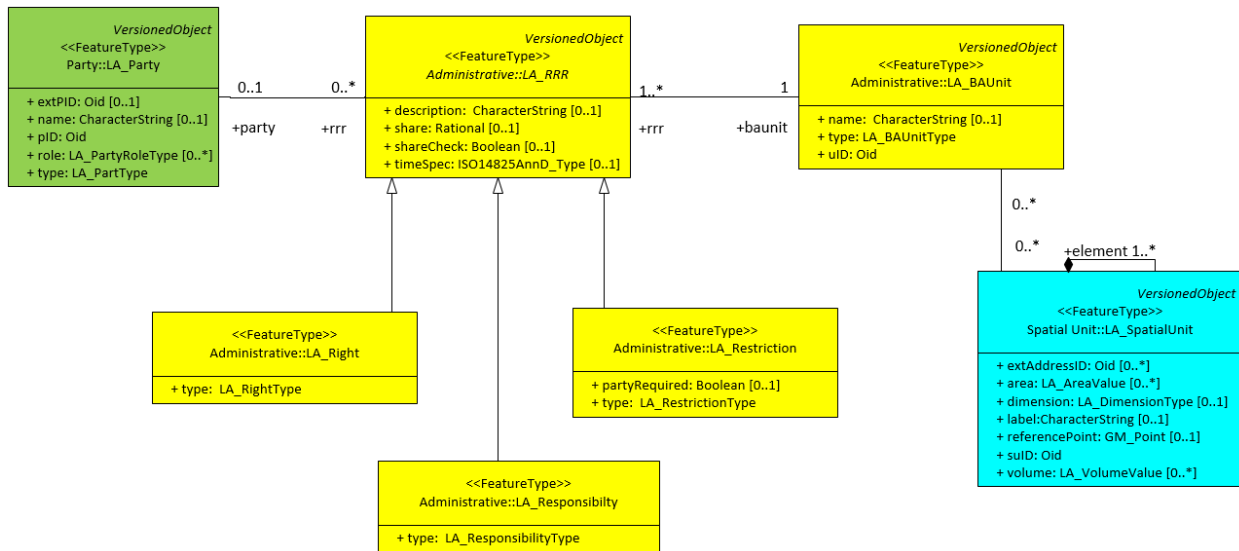 VersionedObject
<<FeatureType>>
Party::LA_Party
+ extPID: Oid [0..1]
+ name: CharacterString [0..1]
+ pID: Oid
+ role: LA_PartyRoleType [0..*]
+ type: LA_PartType
0..1
0..*
+party
+rrr
VersionedObject
<<FeatureType>>
Administrative::LA_RRR
+ description:  CharacterString [0..1]
+ share: Rational [0..1]
+ shareCheck: Boolean [0..1]
+ timeSpec: ISO14825AnnD_Type [0..1]
1..*
1
+rrr
+baunit
VersionedObject
<<FeatureType>>
Administrative::LA_BAUnit
+ name:  CharacterString [0..1]
+ type: LA_BAUnitType
+ uID: Oid
0..*
0..*
+element 1..*
<<FeatureType>>
Administrative::LA_Right
+ type:  LA_RightType
<<FeatureType>>
Administrative::LA_Restriction
+ partyRequired: Boolean [0..1]
+ type:  LA_RestrictionType
VersionedObject
<<FeatureType>>
Spatial Unit::LA_SpatialUnit
+ extAddressID: Oid [0..*]
+ area: LA_AreaValue [0..*]
+ dimension: LA_DimensionType [0..1]
+ label:CharacterString [0..1]
+ referencePoint: GM_Point [0..1]
+ suID: Oid
+ volume: LA_VolumeValue [0..*]
<<FeatureType>>
Administrative::LA_Responsibilty
+ type:  LA_ResponsibilityType